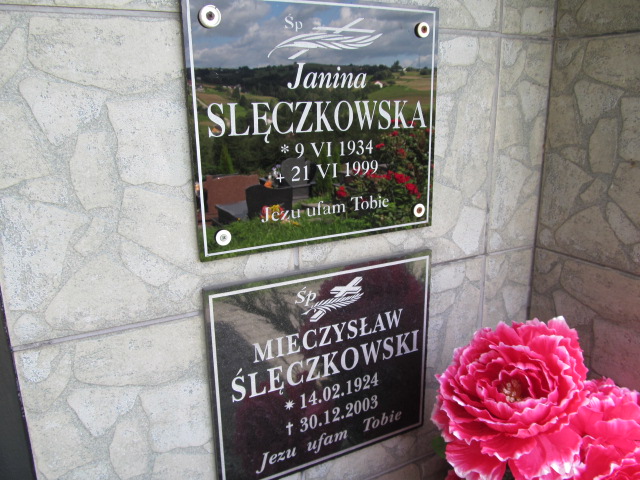 Śp
Janina
SLĘCZKOWSKA
* 9 VI 1934
+ 21 VI 1999
Jezu ufam Tobie
Śp
MIECZYSŁAW
ŚLĘCZKOWSKI
* 14.02.1924
† 30.12.2003
Jezu ufam Tobie